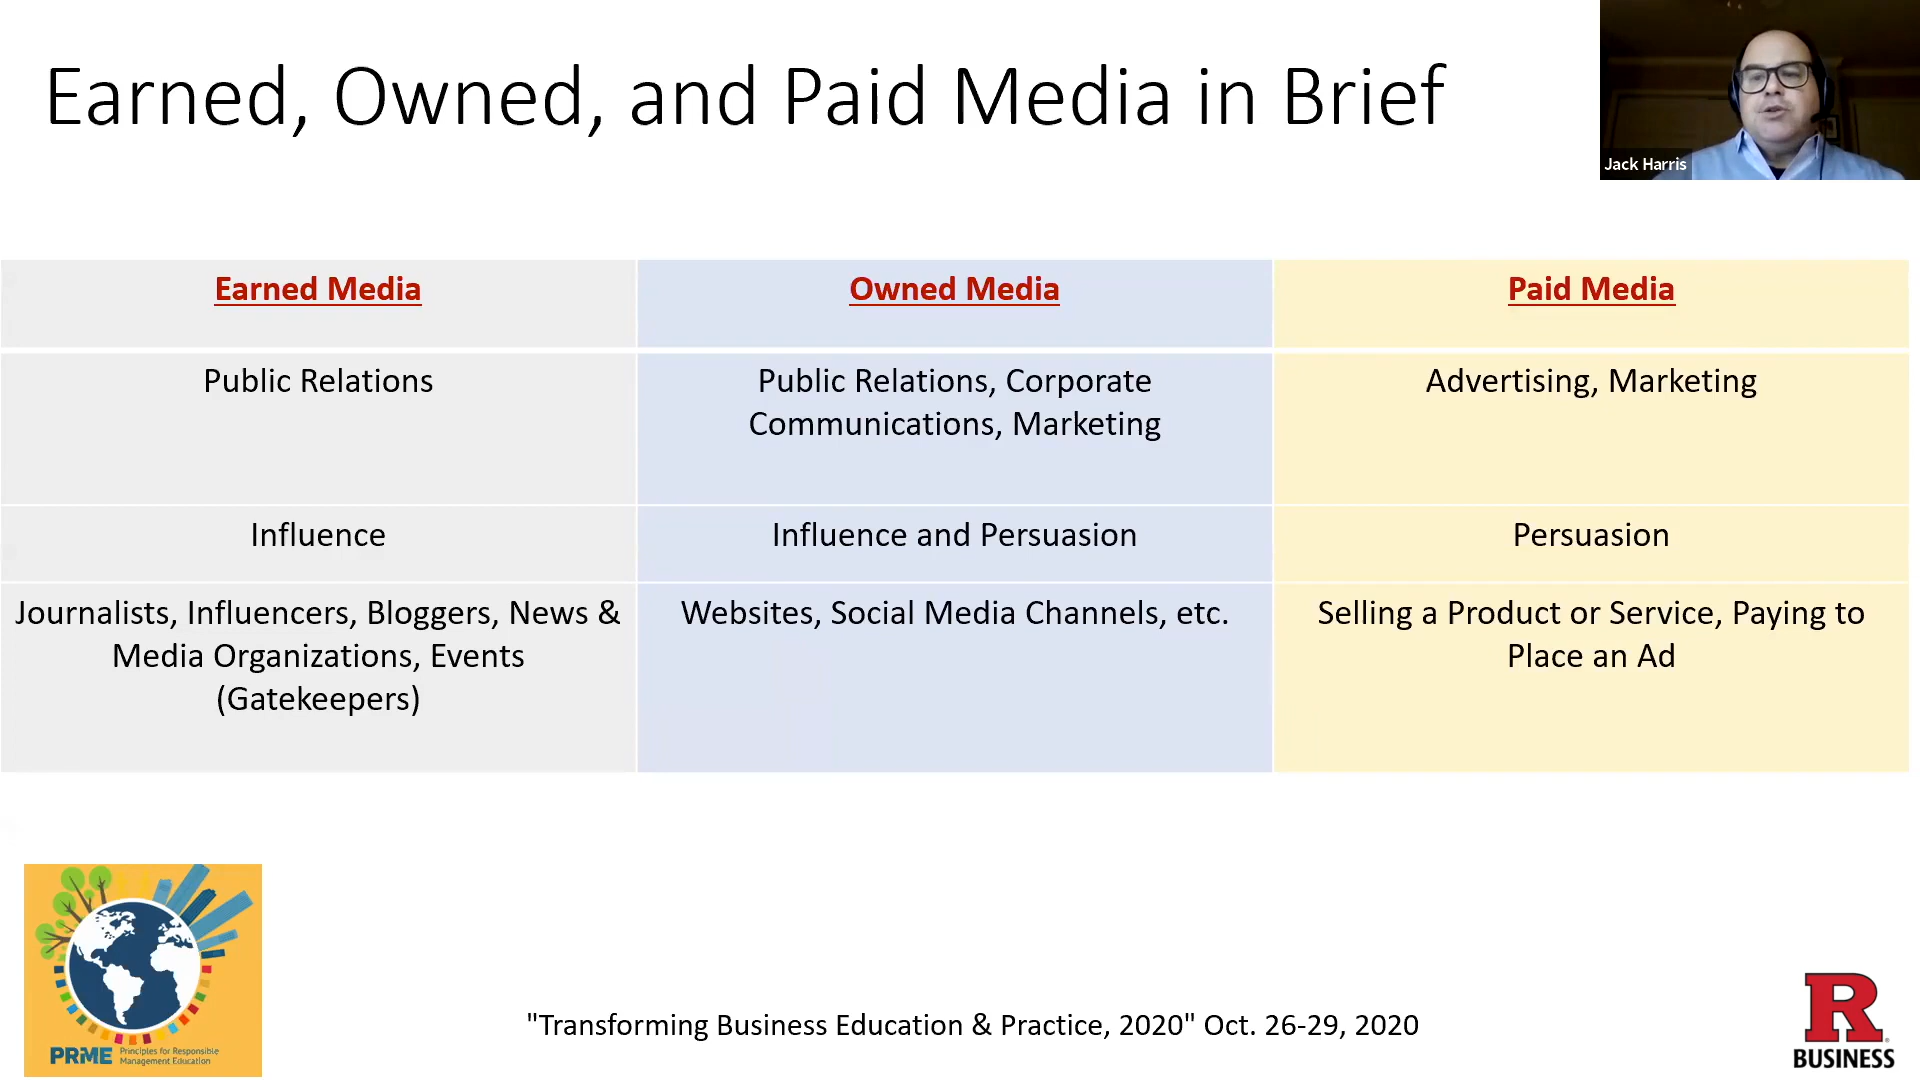 Earned, Owned, and Paid Media in Brief
Jack Harris
Earned Media
Owned Media
Paid Media
Public Relations
Public Relations, Corporate
Communications, Marketing
Advertising, Marketing
Influence
Influence and Persuasion
Persuasion
Journalists, Influencers, Bloggers, News &
Media Organizations, Events
(Gatekeepers)
Websites, Social Media Channels, etc.
Selling a Product or Service, Paying to
Place an Ad
PRME Principles for Responsible
Management Education
"Transforming Business Education & Practice, 2020" Oct. 26-29, 2020
R
BUSINESS